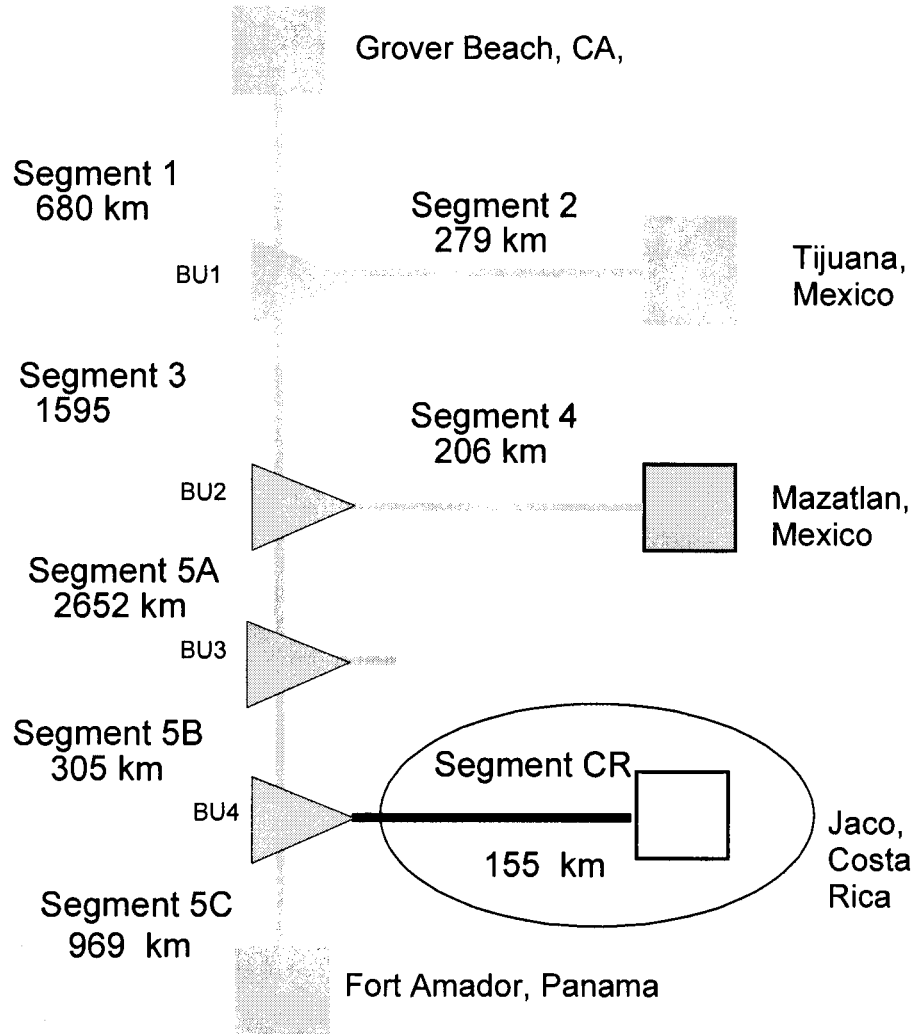 Grover Beach, CA,
Segment 1
680 km
Segment 2
279 km
BU1
Tijuana,
Mexico
Segment 3
1595
Segment 4
206 km
BU2
Mazatlan,
Mexico
Segment 5A
2652 km
BU3
Segment 5B
305 km
Segment CR
BU4
155 km
Jaco,
Costa
Rica
Segment 5C
969 km
Fort Amador, Panama